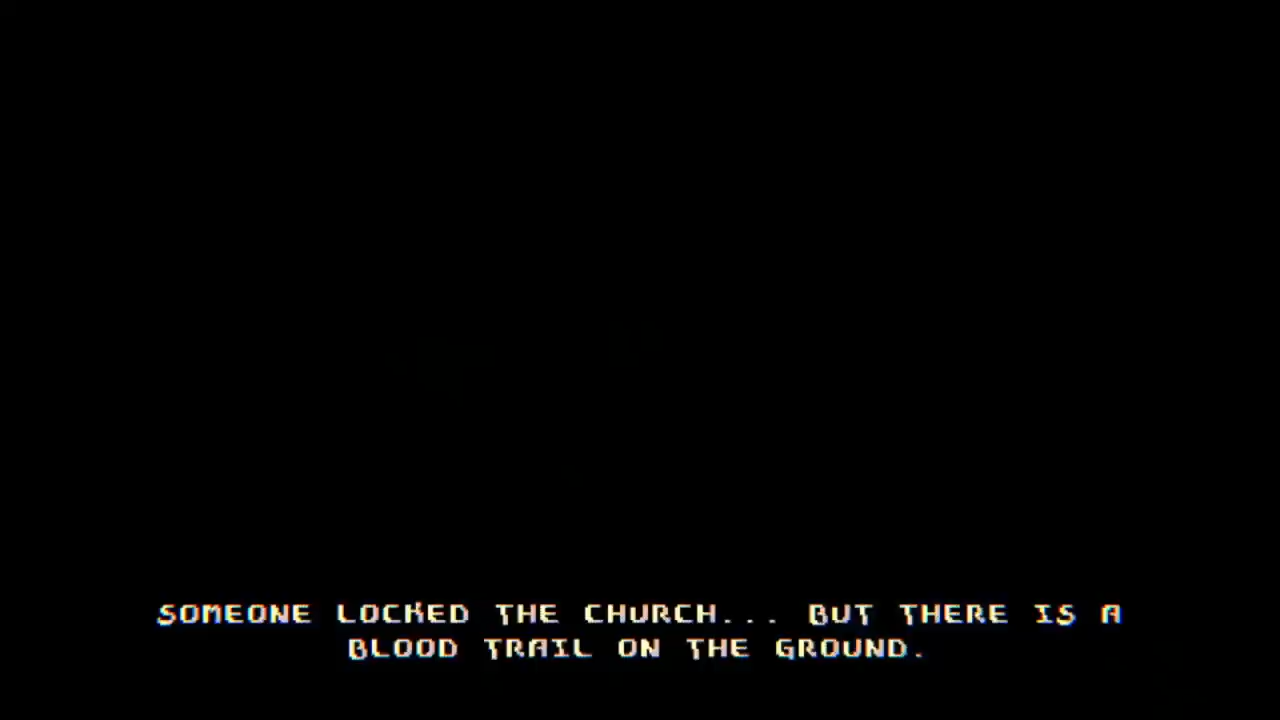 SOMEONE LOCKED THE CHURCH... BUT THERE IS A
BLOOD TRAIL ON THE GROUND.